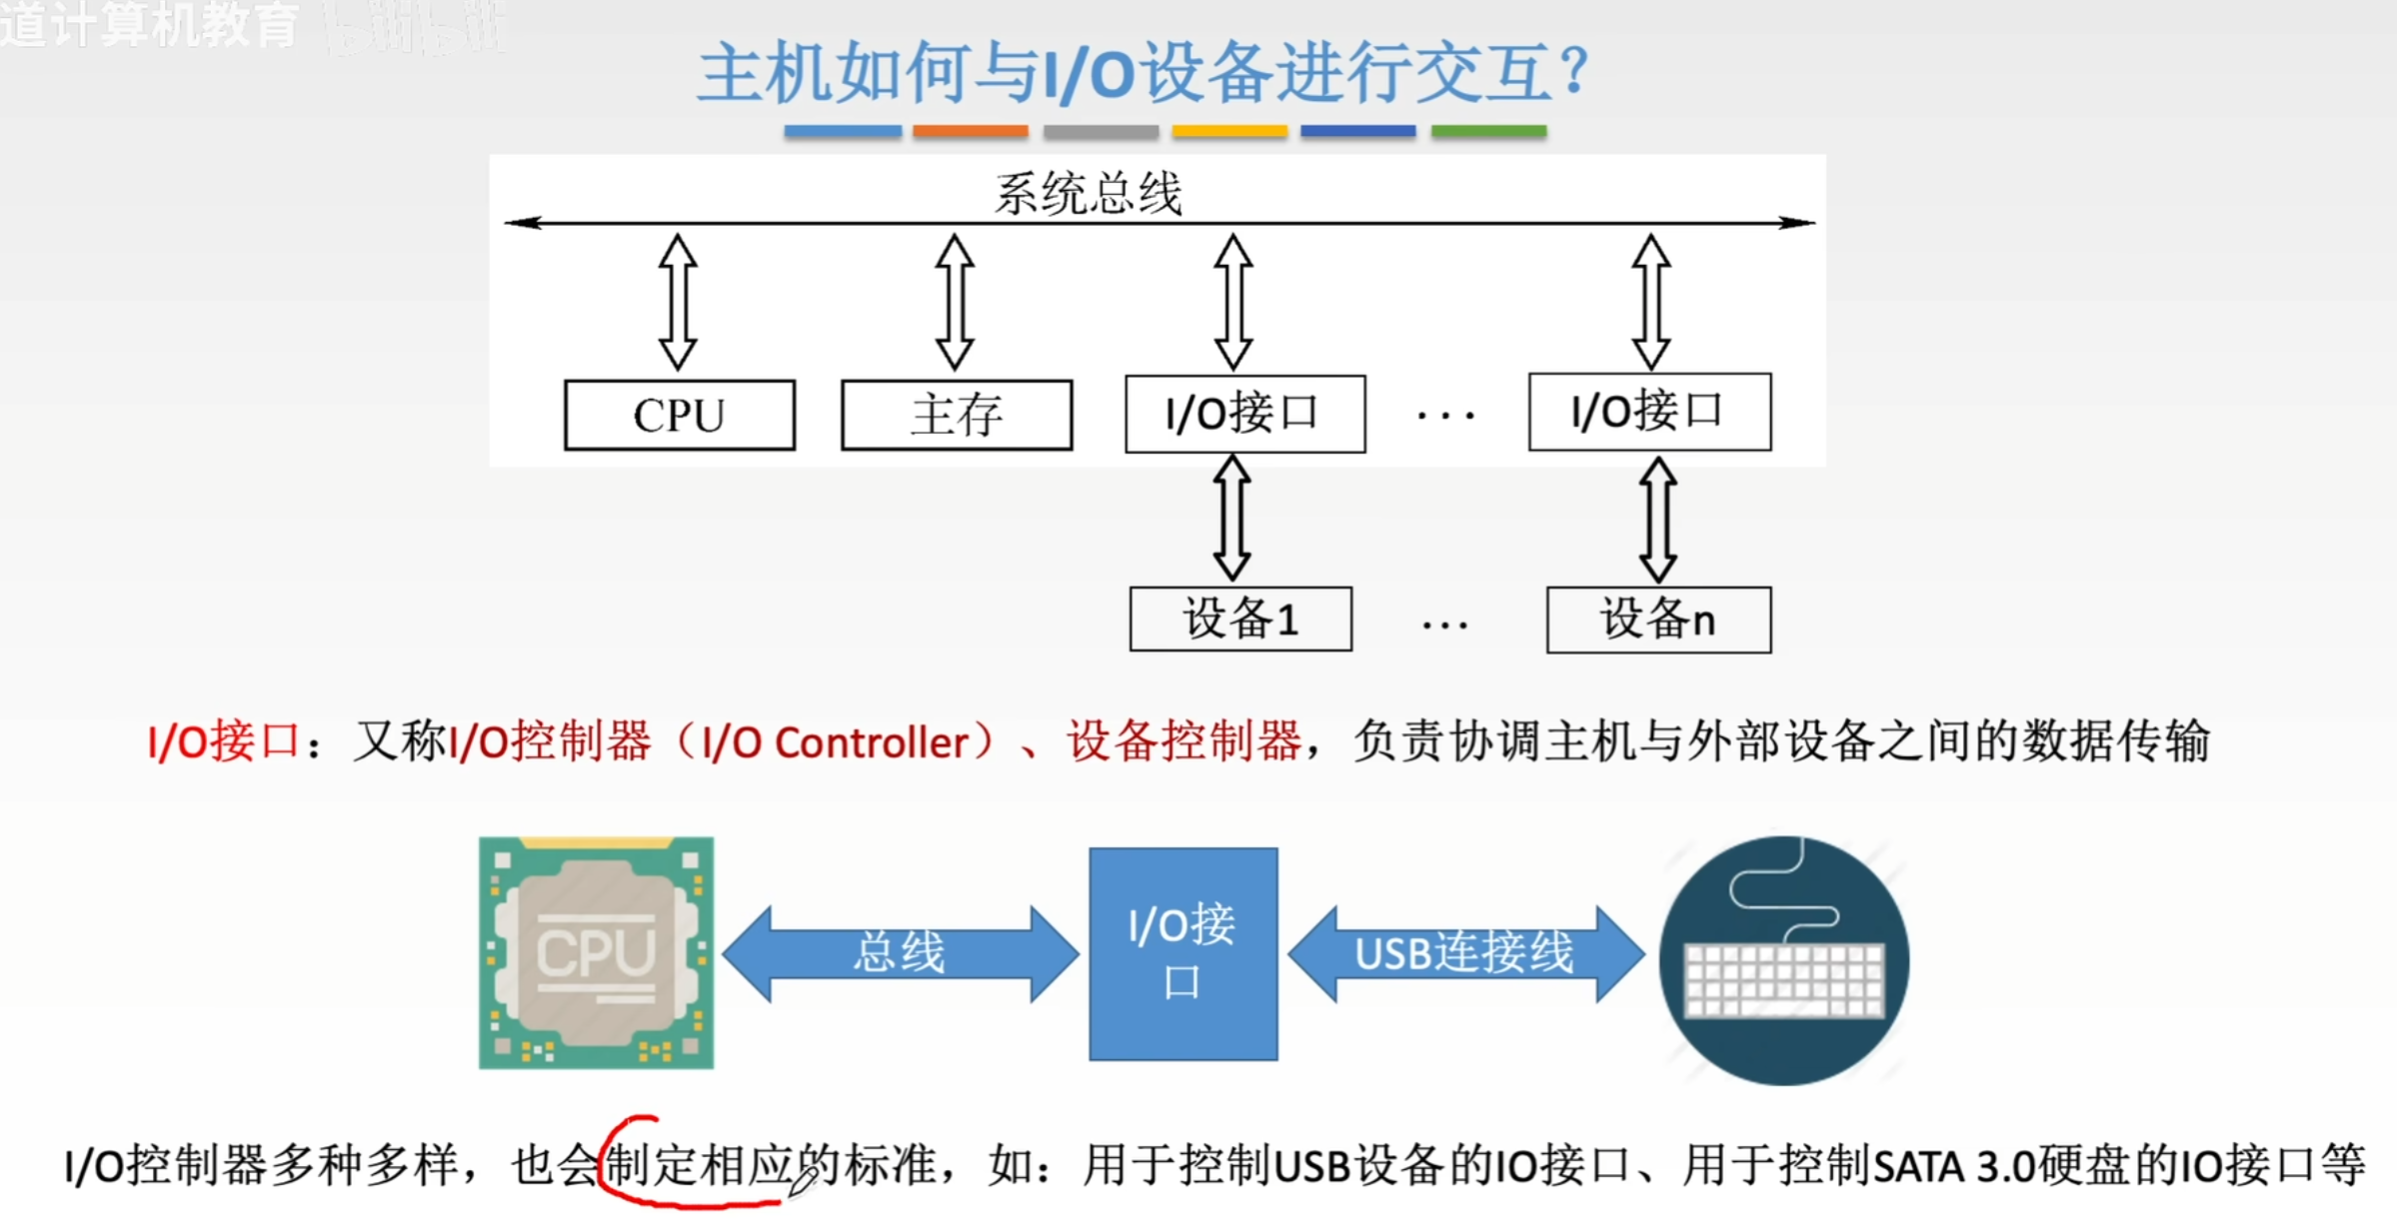 道计算机教育 bilibili
主机如何与I/O设备进行交互？
系统总线
CPU 主存 I/O接口 ... I/O接口
设备1 ... 设备n
I/O接口：又称I/O控制器（I/O Controller）、设备控制器，负责协调主机与外部设备之间的数据传输
CPU 总线 I/O接 USB连接线
口
I/O控制器多种多样，也会制定相应的标准，如：用于控制USB设备的IO接口、用于控制SATA 3.0硬盘的IO接口等